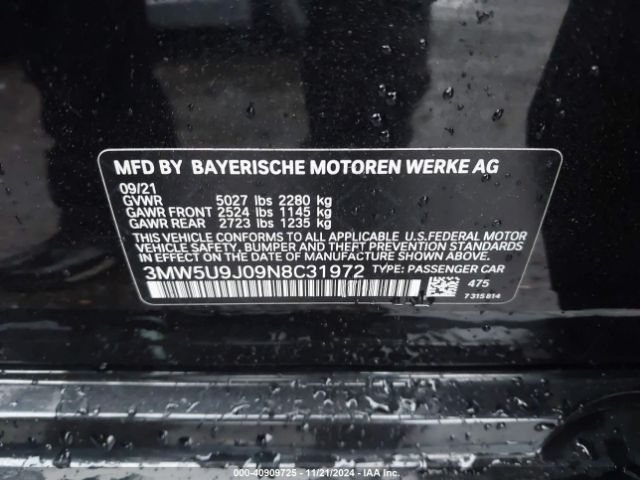 MFD BY BAYERISCHE MOTOREN WERKE AG
09/21
GVWR 5027 lbs 2280 kg
GAWR FRONT 2524 lbs 1145 kg
GAWR REAR 2723 lbs 1235 kg
THIS VEHICLE CONFORMS TO ALL APPLICABLE U.S.FEDERAL MOTOR
VEHICLE SAFETY, BUMPER AND THEFT PREVENTION STANDARDS
IN EFFECT ON THE DATE OF MANUFACTURE SHOWN ABOVE.
3MW5U9J09N8C31972 TYPE: PASSENGER CAR
475
7 315 814
000-40909725 - 11/21/2024 - IAA Inc.